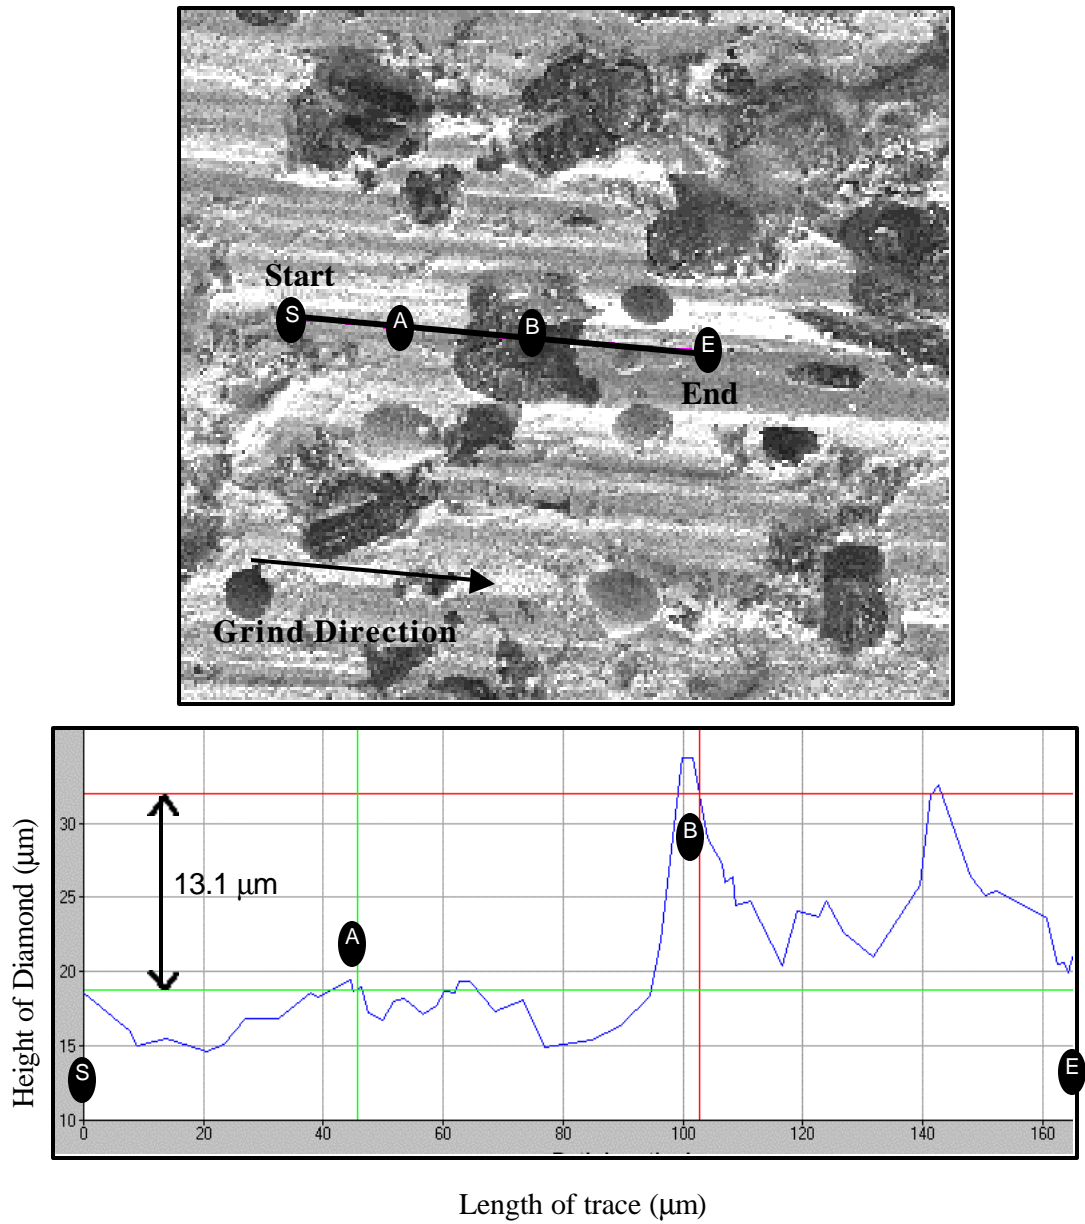 Start
S
A
B
E
End
Grind Direction
Height of Diamond (μm)
30
25
20
15
10
13.1 μm
A
B
S
E
0 20 40 60 80 100 120 140 160
Length of trace (μm)